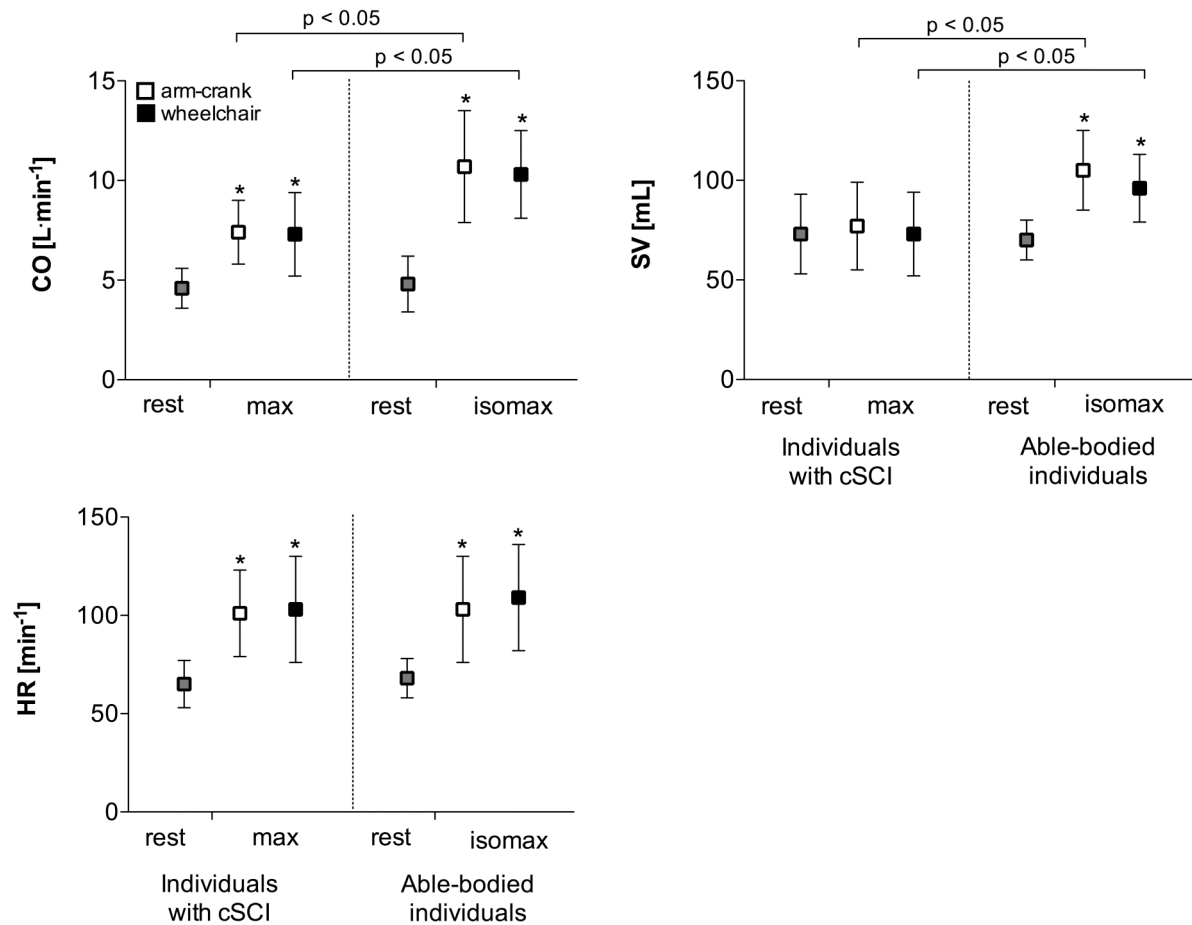 p < 0.05
p < 0.05
15
10
5
0
CO [L·min-1]
arm-crank
wheelchair
*
*
*
*
rest
max
rest
isomax
p < 0.05
p < 0.05
150
100
50
0
SV [mL]
*
*
rest
max
rest
isomax
Individuals
with cSCI
Able-bodied
individuals
150
100
50
0
HR [min-1]
*
*
*
*
rest
max
rest
isomax
Individuals
with cSCI
Able-bodied
individuals